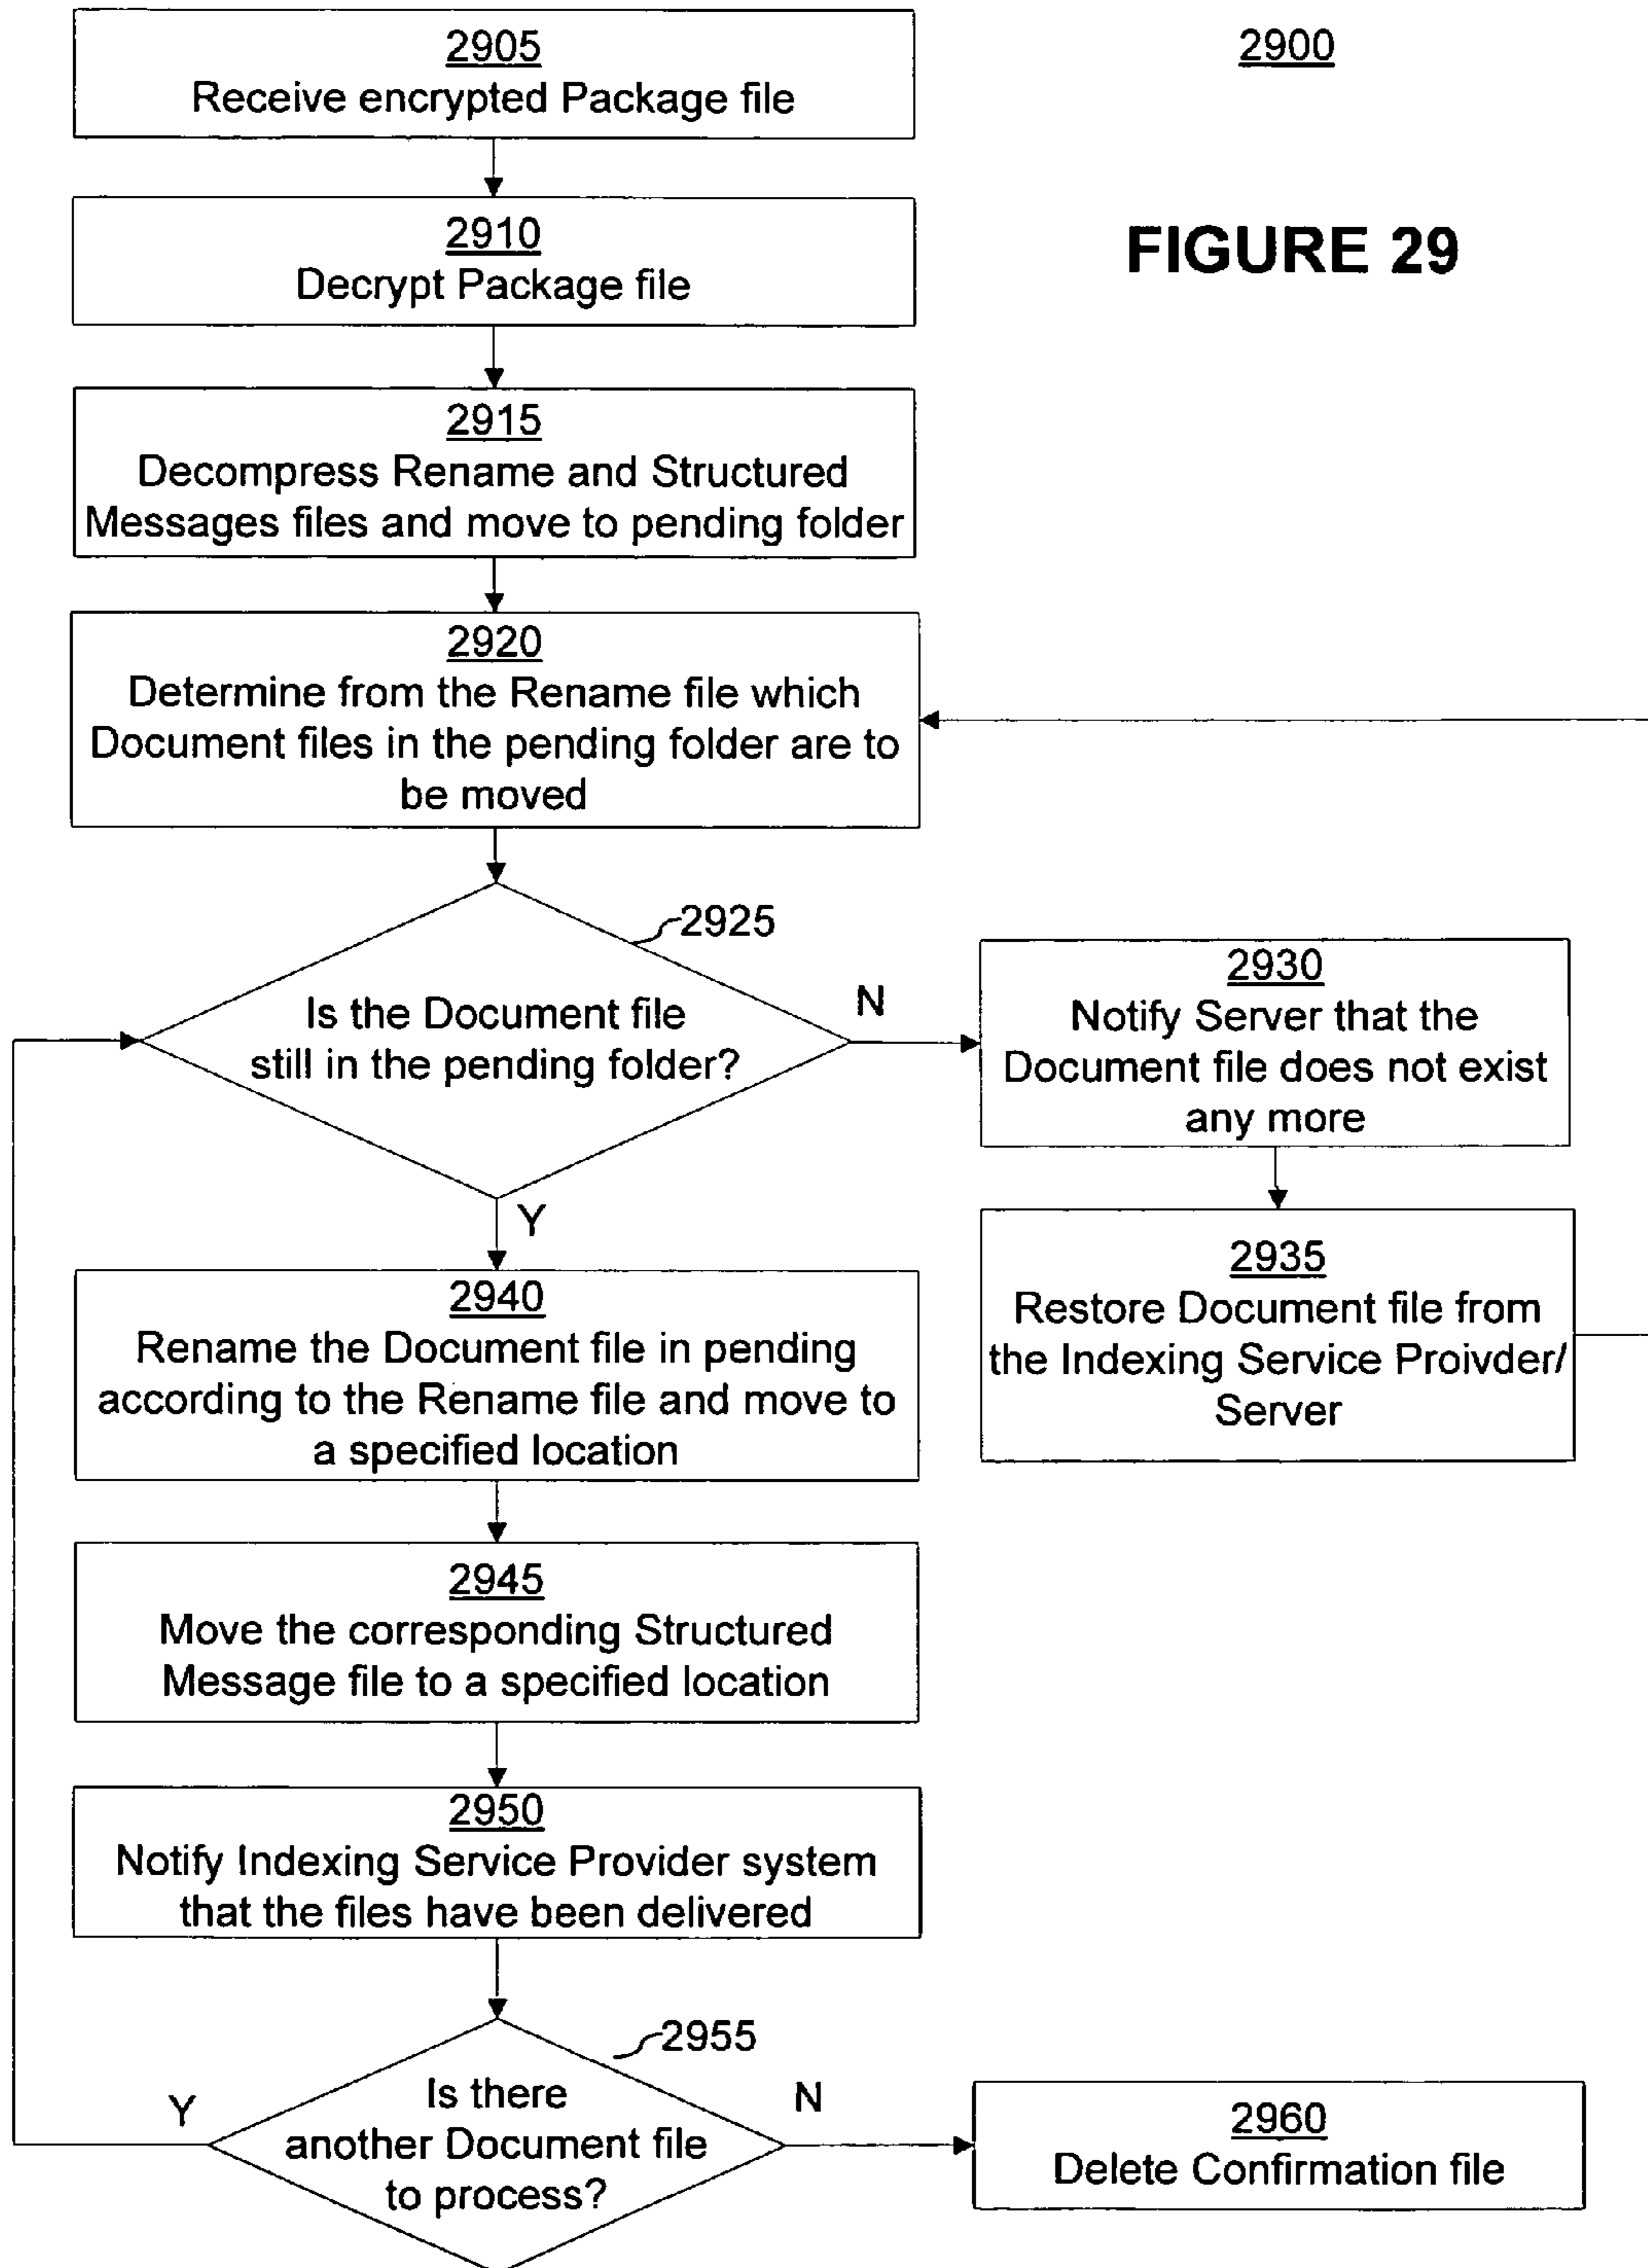 2905
Receive encrypted Package file
2900
FIGURE 29
2910
Decrypt Package file
2915
Decompress Rename and Structured
Messages files and move to pending folder
2920
Determine from the Rename file which
Document files in the pending folder are to
be moved
2925
Is the Document file
still in the pending folder?
N
2930
Notify Server that the
Document file does not exist
any more
Y
2935
Restore Document file from
the Indexing Service Proivder/
Server
2940
Rename the Document file in pending
according to the Rename file and move to
a specified location
2945
Move the corresponding Structured
Message file to a specified location
2950
Notify Indexing Service Provider system
that the files have been delivered
2955
Is there
another Document file
to process?
Y
N
2960
Delete Confirmation file